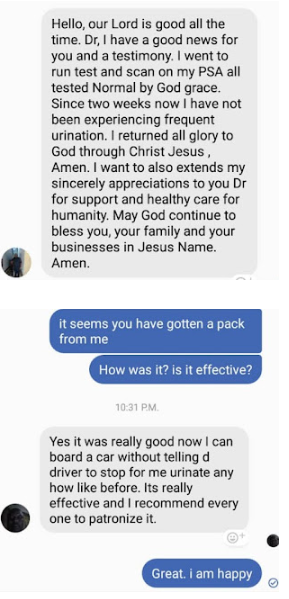 Hello, our Lord is good all the
time. Dr, I have a good news for
you and a testimony. I went to
run test and scan on my PSA all
tested Normal by God grace.
Since two weeks now I have not
been experiencing frequent
urination. I returned all glory to
God through Christ Jesus ,
Amen. I want to also extends my
sincerely appreciations to you Dr
for support and healthy care for
humanity. May God continue to
bless you, your family and your
businesses in Jesus Name.
Amen.
it seems you have gotten a pack
from me
How was it? is it effective?
10:31 P.M.
Yes it was really good now I can
board a car without telling d
driver to stop for me urinate any
how like before. Its really
effective and I recommend every
one to patronize it.
Great. i am happy